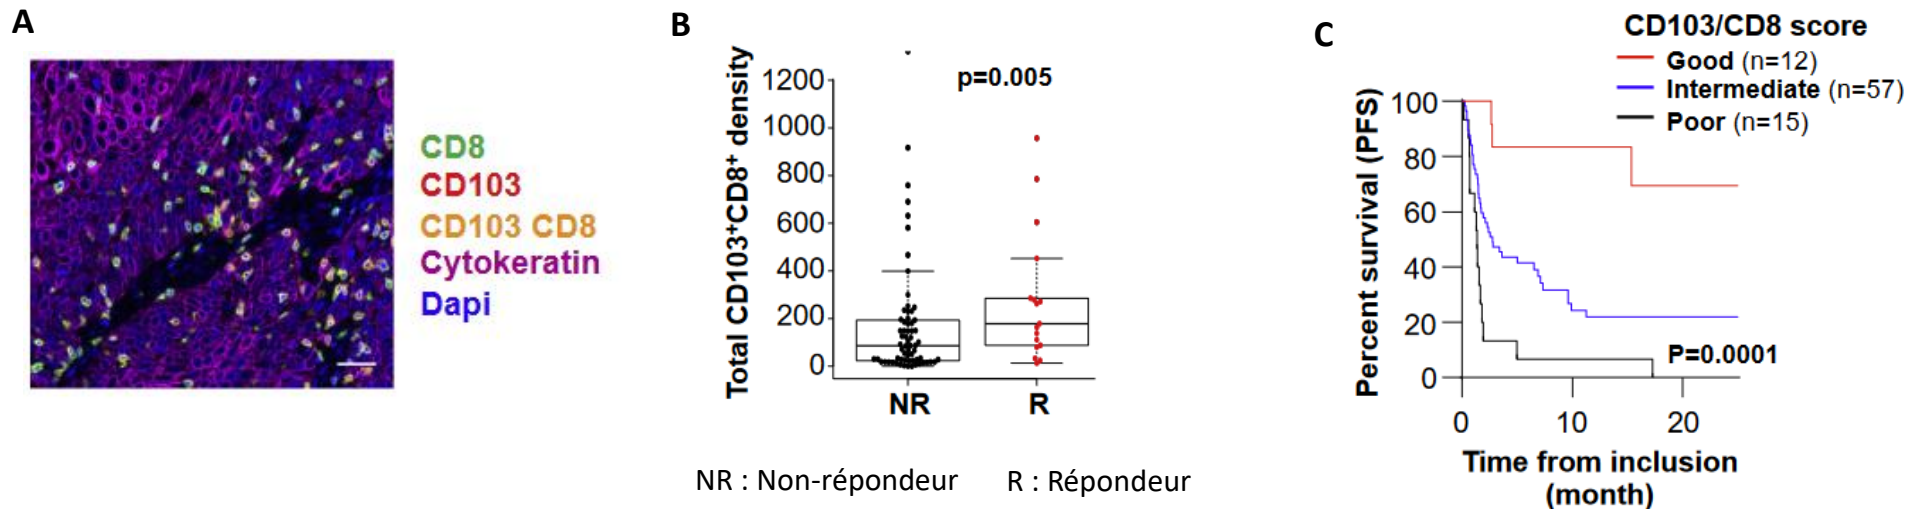 A
CD8
CD103
CD103 CD8
Cytokeratin
Dapi
B
Total CD103⁺CD8⁺ density
1200
1000
800
600
400
200
0
p=0.005
NR
R
NR : Non-répondeur
R : Répondeur
C
CD103/CD8 score
Good (n=12)
Intermediate (n=57)
Poor (n=15)
Percent survival (PFS)
100
80
60
40
20
0
P=0.0001
0
10
20
Time from inclusion
(month)